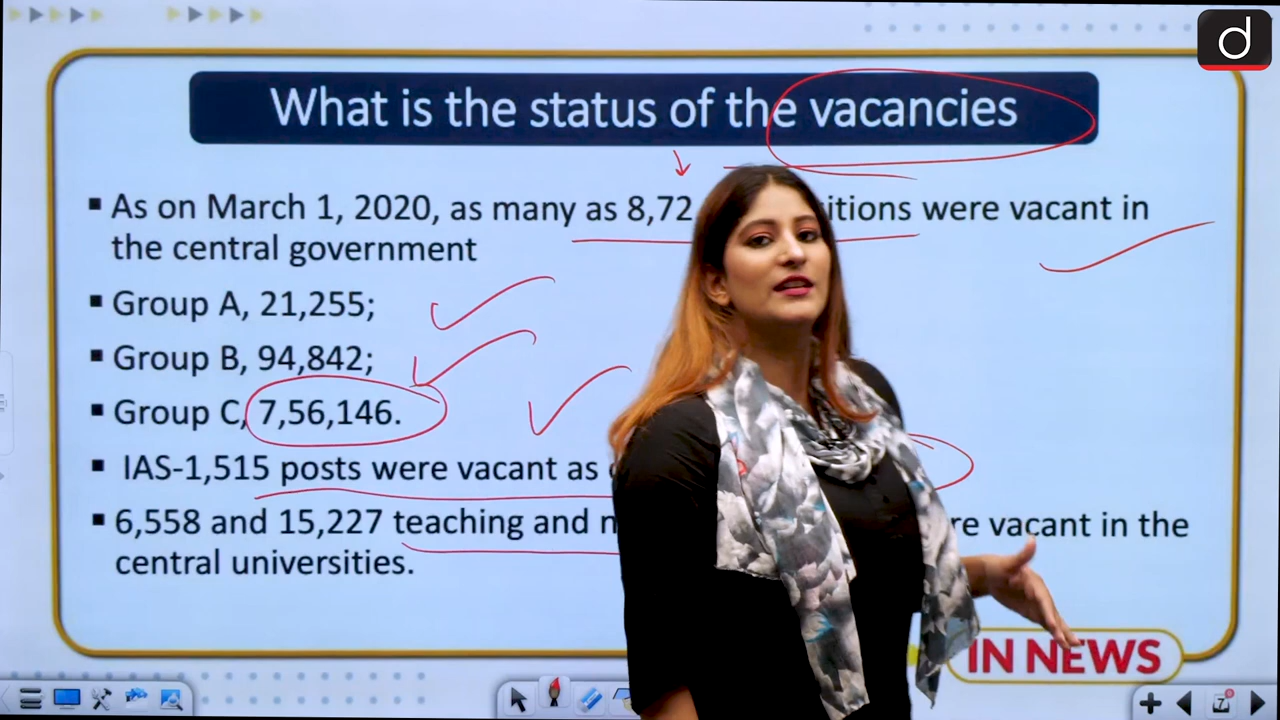 d
What is the status of the vacancies
▪ As on March 1, 2020, as many as 8,72 were vacant in
the central government
▪ Group A, 21,255;
▪ Group B, 94,842;
▪ Group C, 7,56,146.
▪ IAS-1,515 posts were vacant as
▪ 6,558 and 15,227 teaching and vacant in the
central universities.
IN NEWS
7